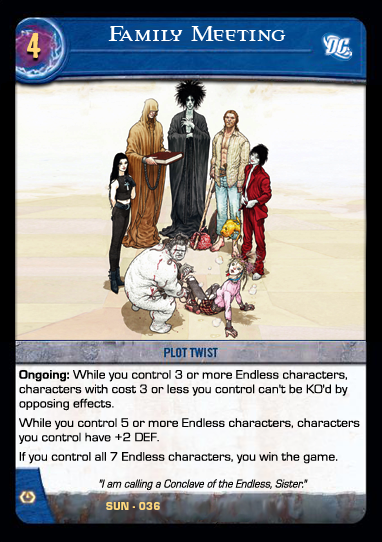 4
Family Meeting
DC
PLOT TWIST
Ongoing: While you control 3 or more Endless characters,
characters with cost 3 or less you control can't be KO'd by
opposing effects.
While you control 5 or more Endless characters, characters
you control have +2 DEF.
If you control all 7 Endless characters, you win the game.
"I am calling a Conclave of the Endless, Sister."
SUN · 036